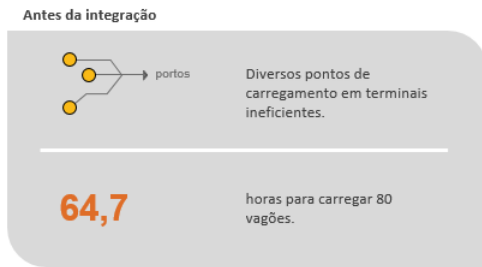 Antes da integração
portos
Diversos pontos de
carregamento em terminais
ineficientes.
64,7
horas para carregar 80
vagões.